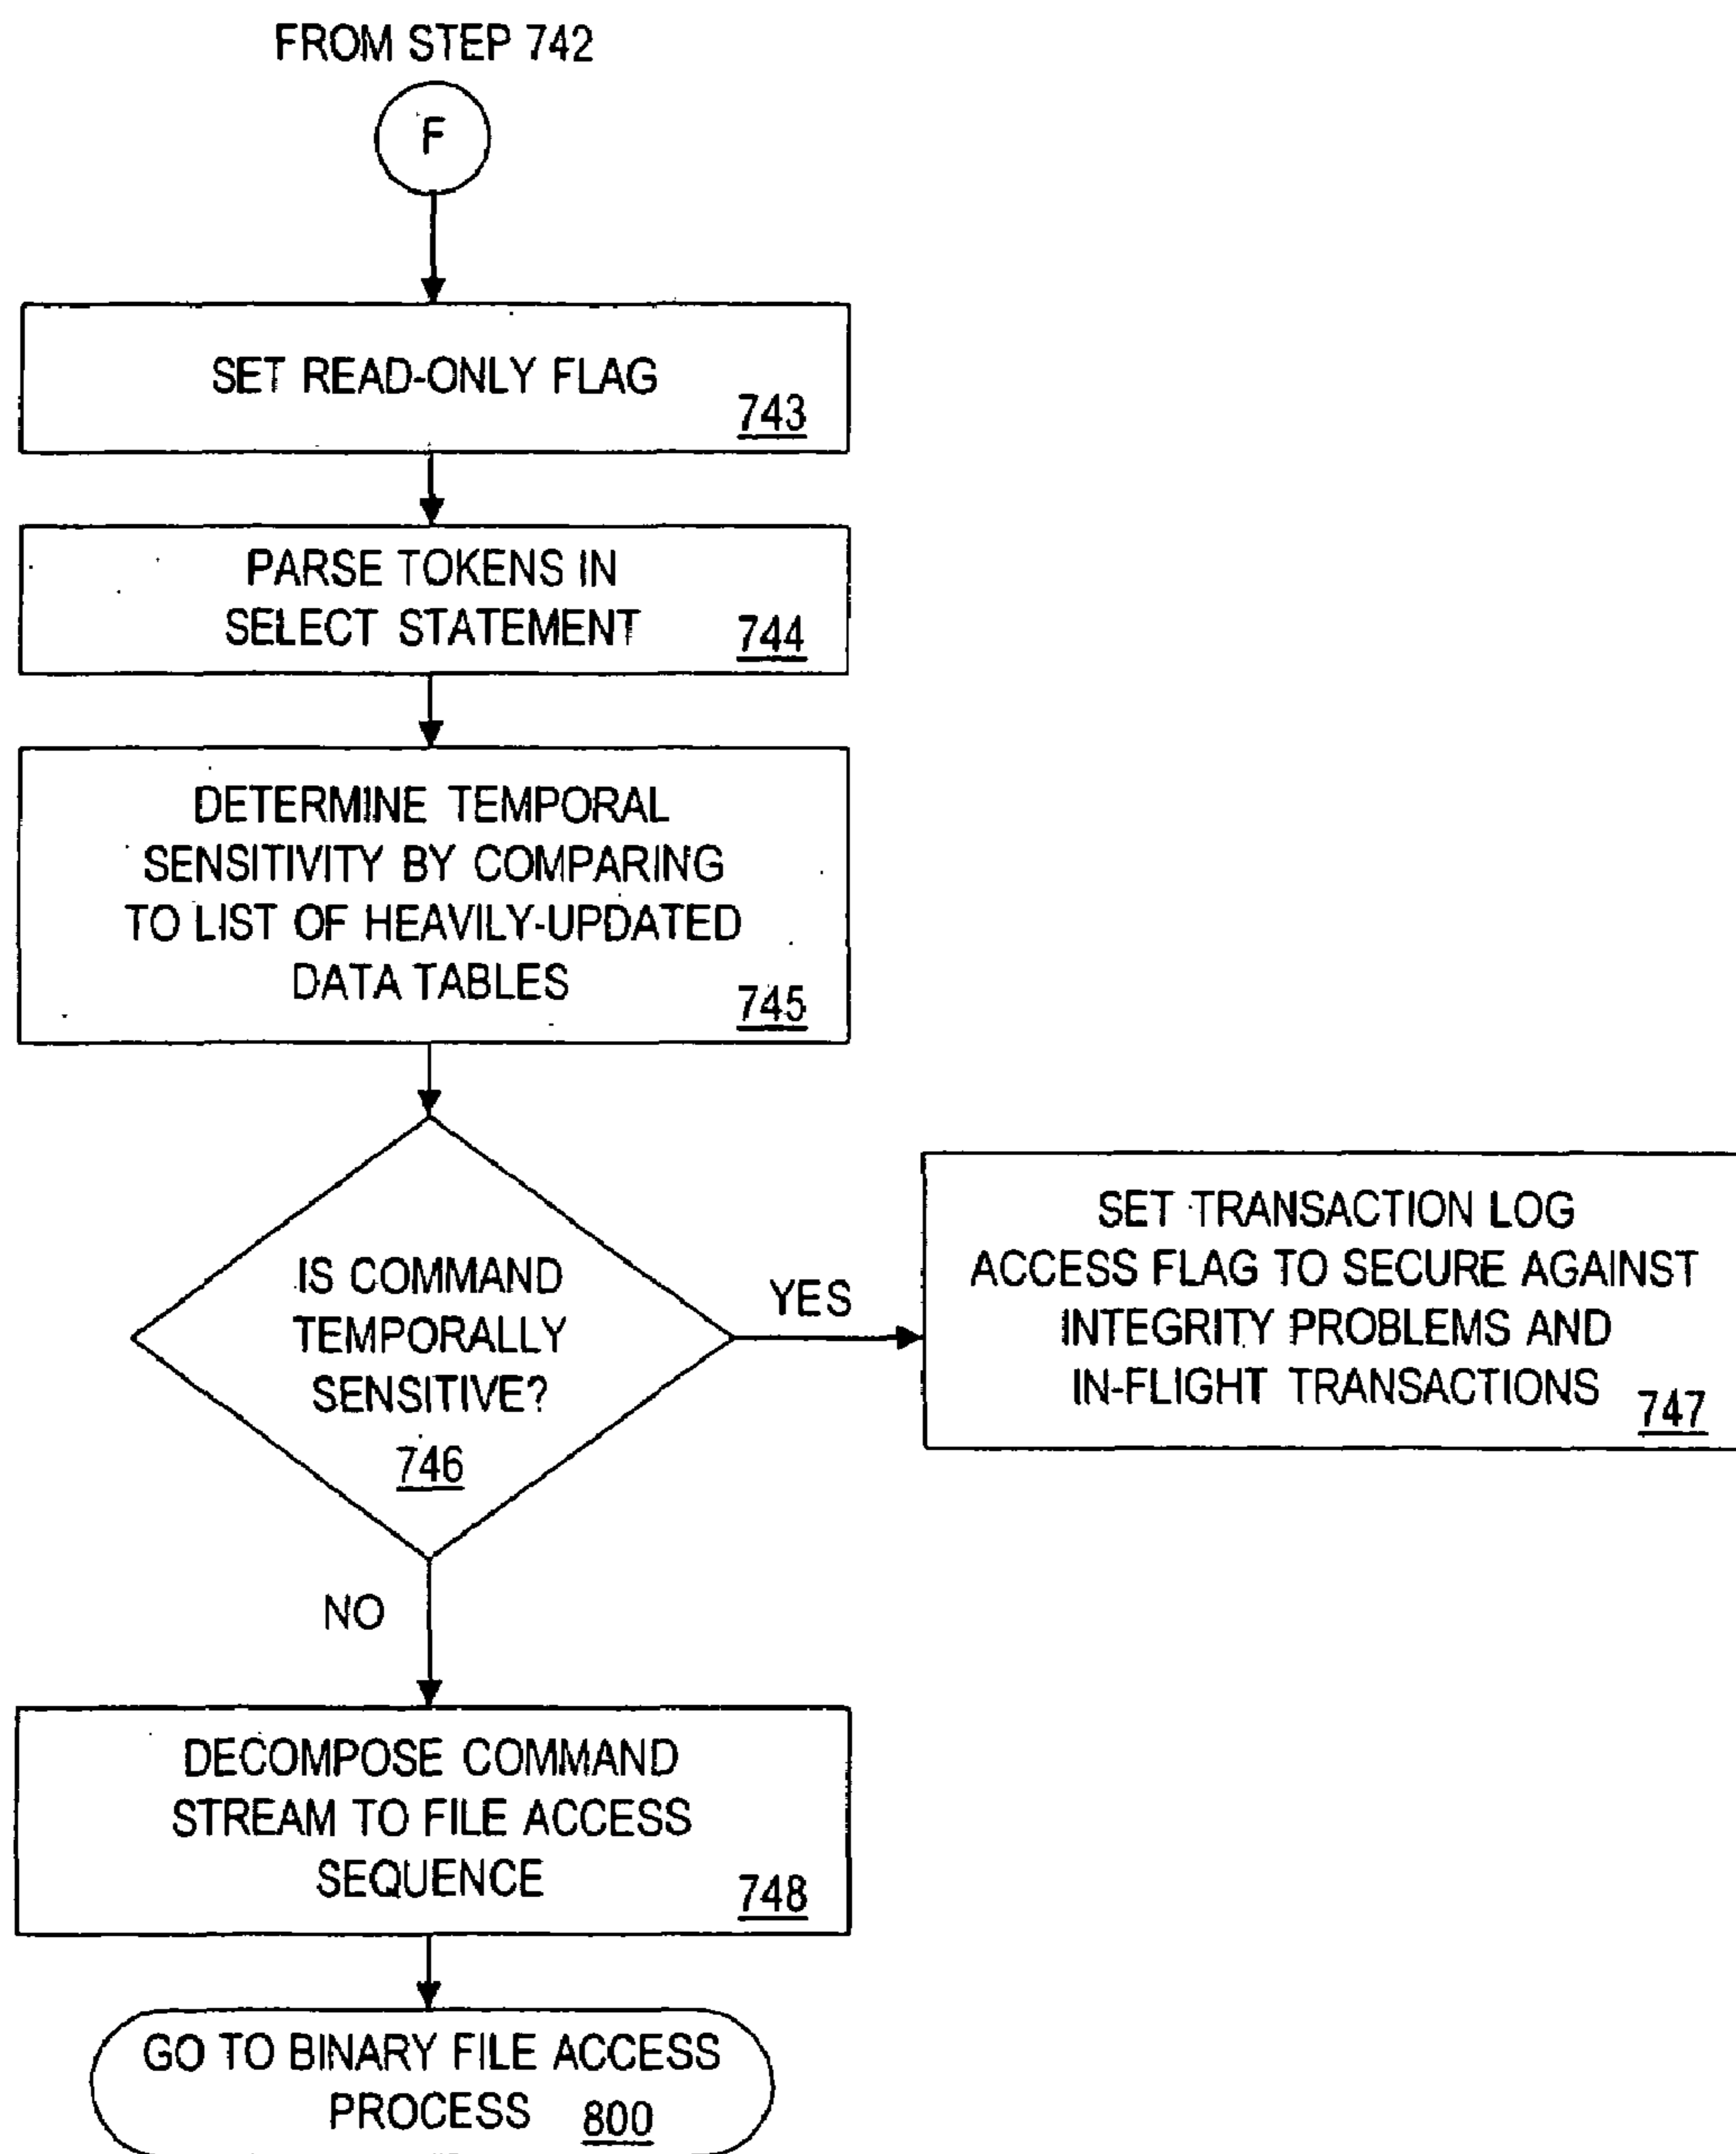 FROM STEP 742
F
SET READ-ONLY FLAG
743
PARSE TOKENS IN
SELECT STATEMENT
744
DETERMINE TEMPORAL
SENSITIVITY BY COMPARING
TO LIST OF HEAVILY-UPDATED
DATA TABLES
745
IS COMMAND
TEMPORALLY
SENSITIVE?
746
YES
SET TRANSACTION LOG
ACCESS FLAG TO SECURE AGAINST
INTEGRITY PROBLEMS AND
IN-FLIGHT TRANSACTIONS
747
NO
DECOMPOSE COMMAND
STREAM TO FILE ACCESS
SEQUENCE
748
GO TO BINARY FILE ACCESS
PROCESS 800